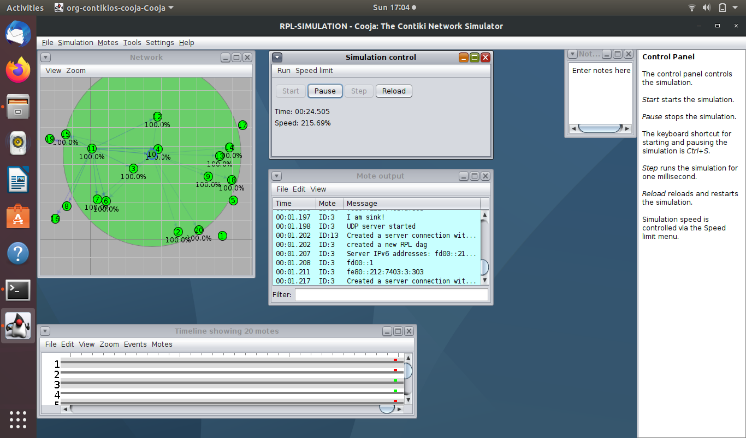 Activities
org-contikios-cooja-Cooja
Sun 17:04
RPL-SIMULATION - Cooja: The Contiki Network Simulator
File Simulation Motes Tools Settings Help
Network
View Zoom
100.0%
100.0%
100.0%
100.0%
100.0%
100.0%
100.0%
100.0%
100.0%
11
4
3
9
7
6
8
2
20
5
1
Simulation control
Run Speed limit
Start Pause Step Reload
Time: 00:24.505
Speed: 215.69%
Mote output
File Edit View
Time Mote Message
00:01.197 ID:3 I am sink!
00:01.198 ID:3 UDP server started
00:01.202 ID:13 Created a server connection wit...
00:01.202 ID:3 created a new RPL dag
00:01.207 ID:3 Server IPv6 addresses: fd00::21...
00:01.208 ID:3 fd00::1
00:01.211 ID:3 fe80::212:7403:3:303
00:01.217 ID:3 Created a server connection wit...
Filter:
Not...
Enter notes here
Timeline showing 20 motes
File Edit View Zoom Events Motes
1
2
3
4
Control Panel
The control panel controls
the simulation.
Start starts the simulation.
Pause stops the simulation.
The keyboard shortcut for
starting and pausing the
simulation is Ctrl+S.
Step runs the simulation for
one millisecond.
Reload reloads and restarts
the simulation.
Simulation speed is
controlled via the Speed
limit menu.